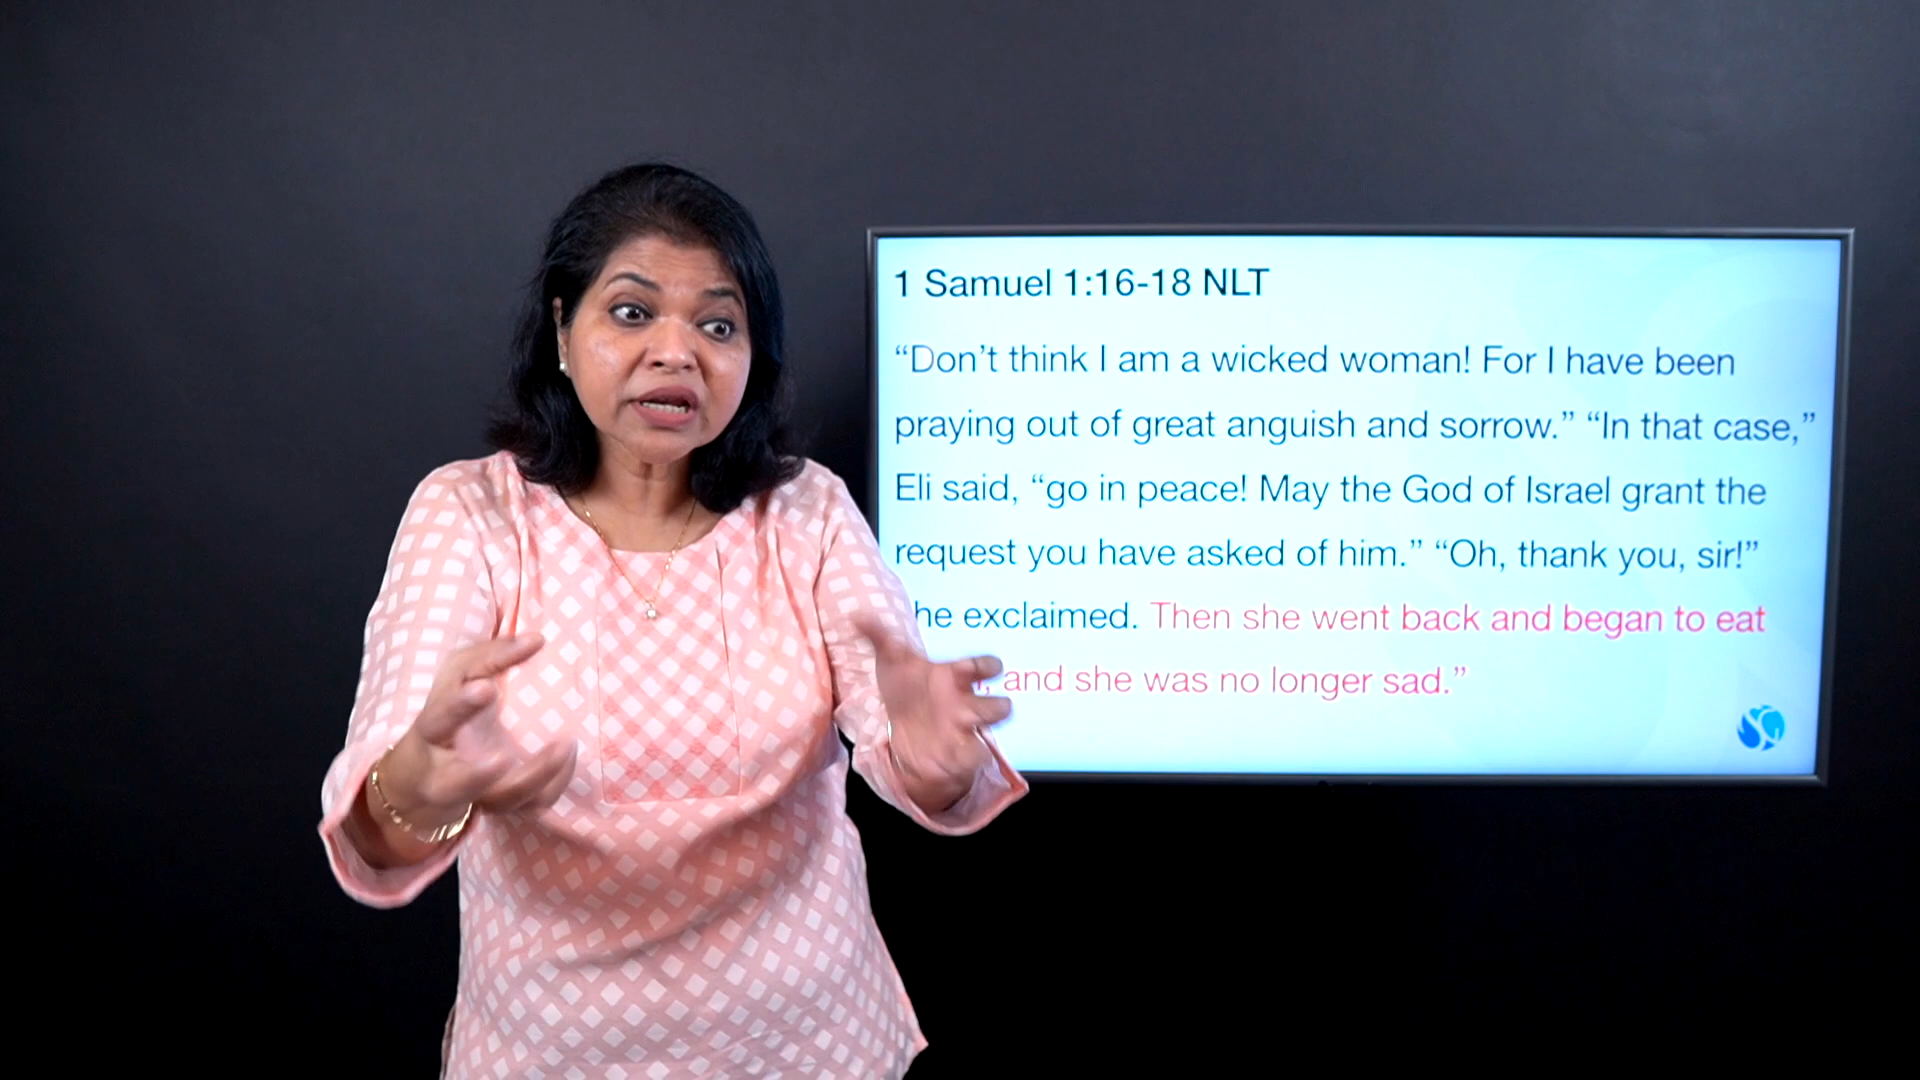 1 Samuel 1:16-18 NLT
“Don’t think I am a wicked woman! For I have been
praying out of great anguish and sorrow.” “In that case,”
Eli said, “go in peace! May the God of Israel grant the
request you have asked of him.” “Oh, thank you, sir!”
he exclaimed. Then she went back and began to eat
and she was no longer sad.”